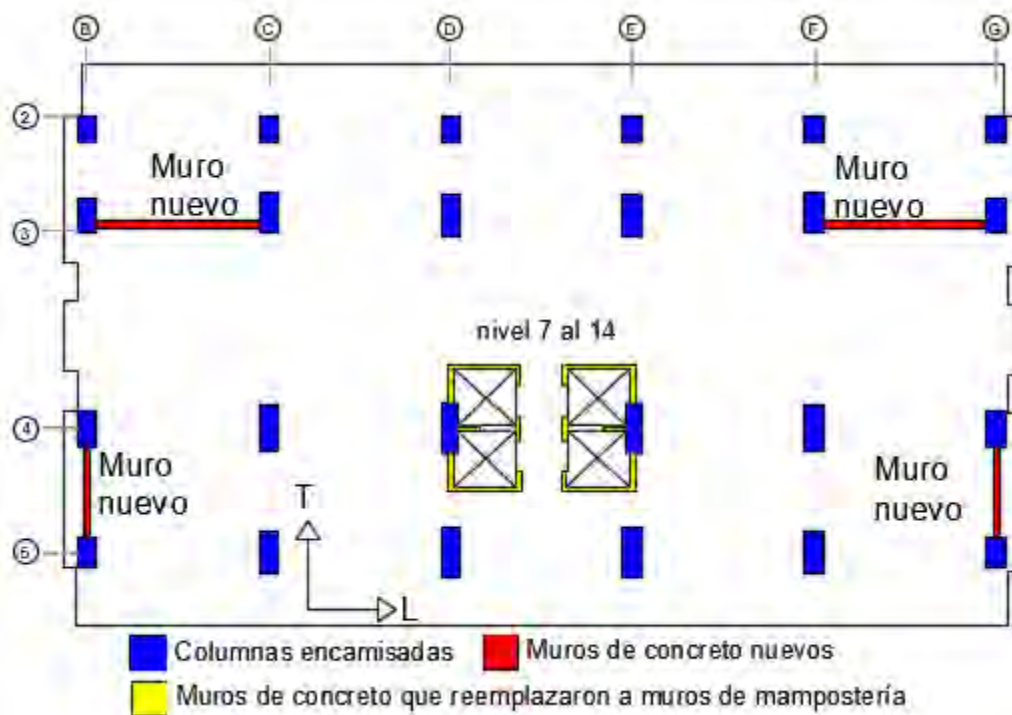 B C D E F G
2
Muro
nuevo
Muro
nuevo
3
nivel 7 al 14
4
Muro
nuevo
Muro
nuevo
T
5
L
Columnas encamisadas
Muros de concreto nuevos
Muros de concreto que reemplazaron a muros de mampostería